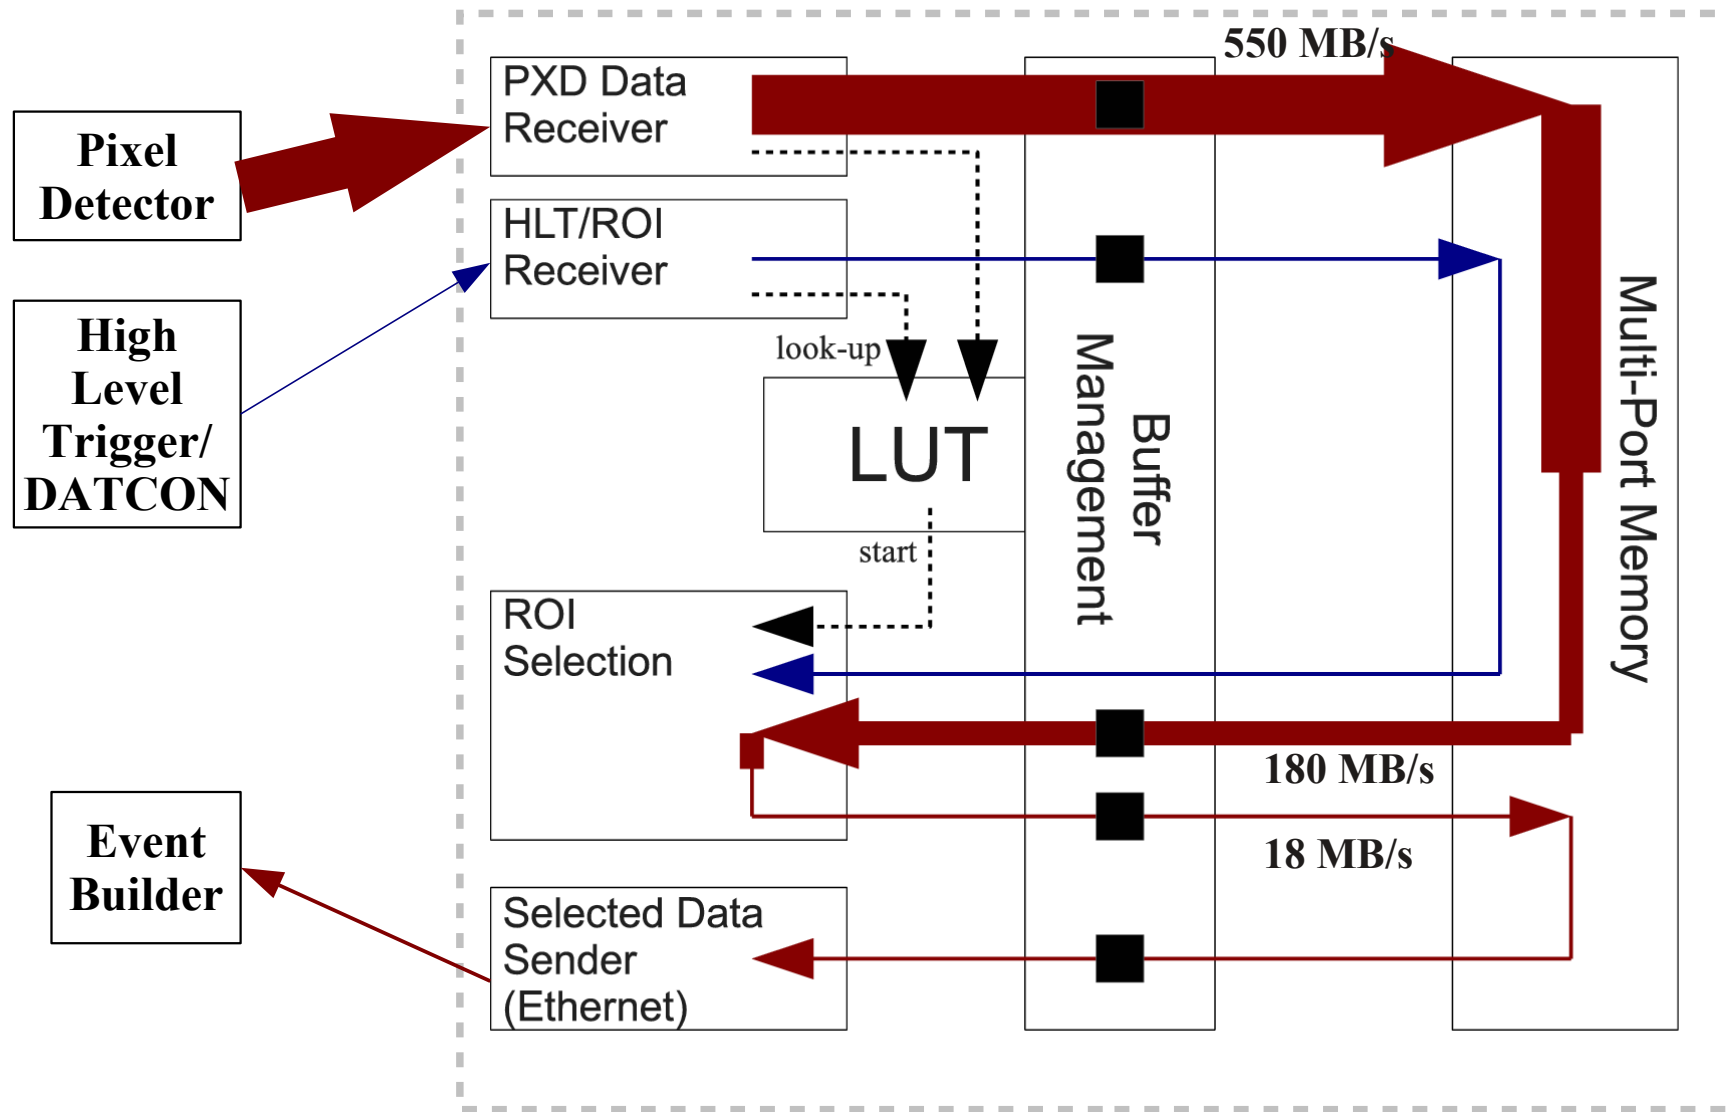 550 MB/s
PXD Data
Receiver
Pixel
Detector
HLT/ROI
Receiver
High
Level
Trigger/
DATCON
look-up
LUT
start
Buffer
Management
Multi-Port Memory
ROI
Selection
180 MB/s
18 MB/s
Event
Builder
Selected Data
Sender
(Ethernet)